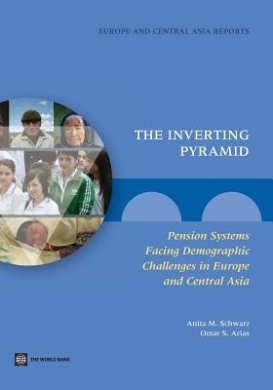 EUROPE AND CENTRAL ASIA REPORTS
THE INVERTING
PYRAMID
Pension Systems
Facing Demographic
Challenges in Europe
and Central Asia
Anita M. Schwarz
Omar S. Arias
THE WORLD BANK